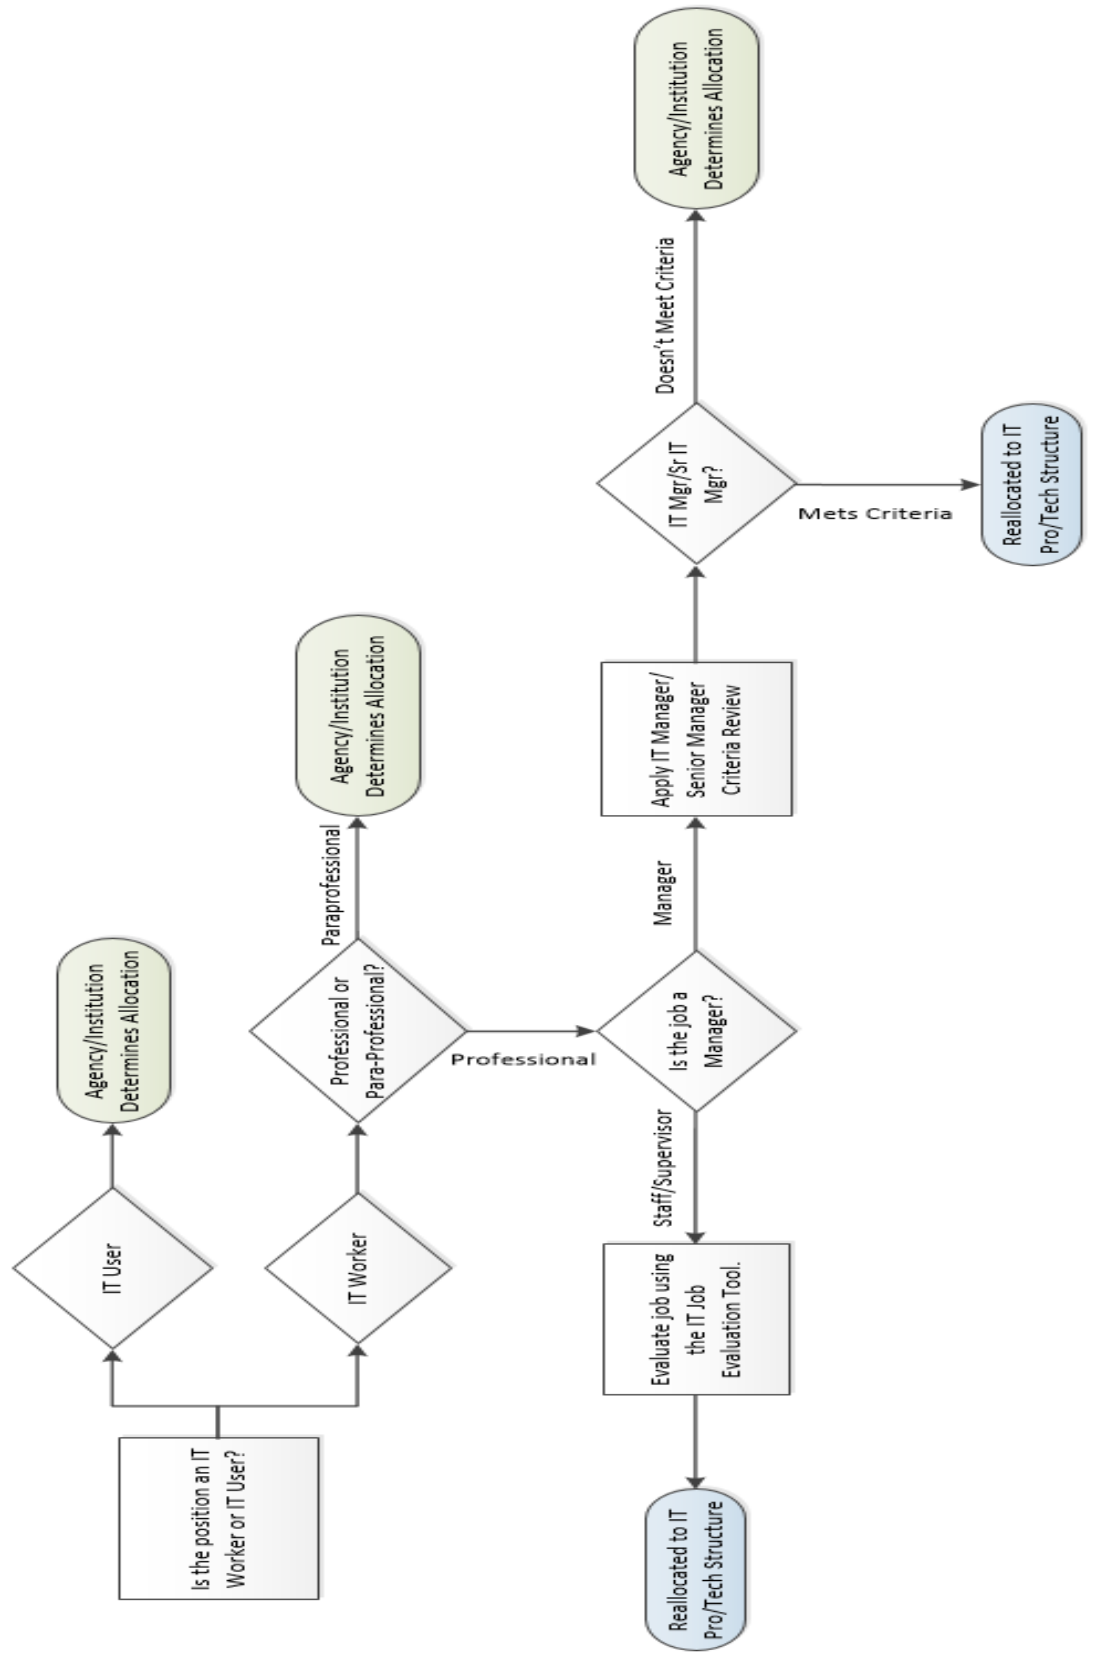 Is the position an IT
Worker or IT User?
IT User
Agency/Institution
Determines Allocation
IT Worker
Professional or
Para-Professional?
Paraprofessional
Agency/Institution
Determines Allocation
Professional
Is the job a
Manager?
Staff/Supervisor
Evaluate job using
the IT Job
Evaluation Tool.
Reallocated to IT
Pro/Tech Structure
Manager
Apply IT Manager/
Senior Manager
Criteria Review
IT Mgr/Sr IT
Mgr?
Doesn't Meet Criteria
Agency/Institution
Determines Allocation
Mets Criteria
Reallocated to IT
Pro/Tech Structure